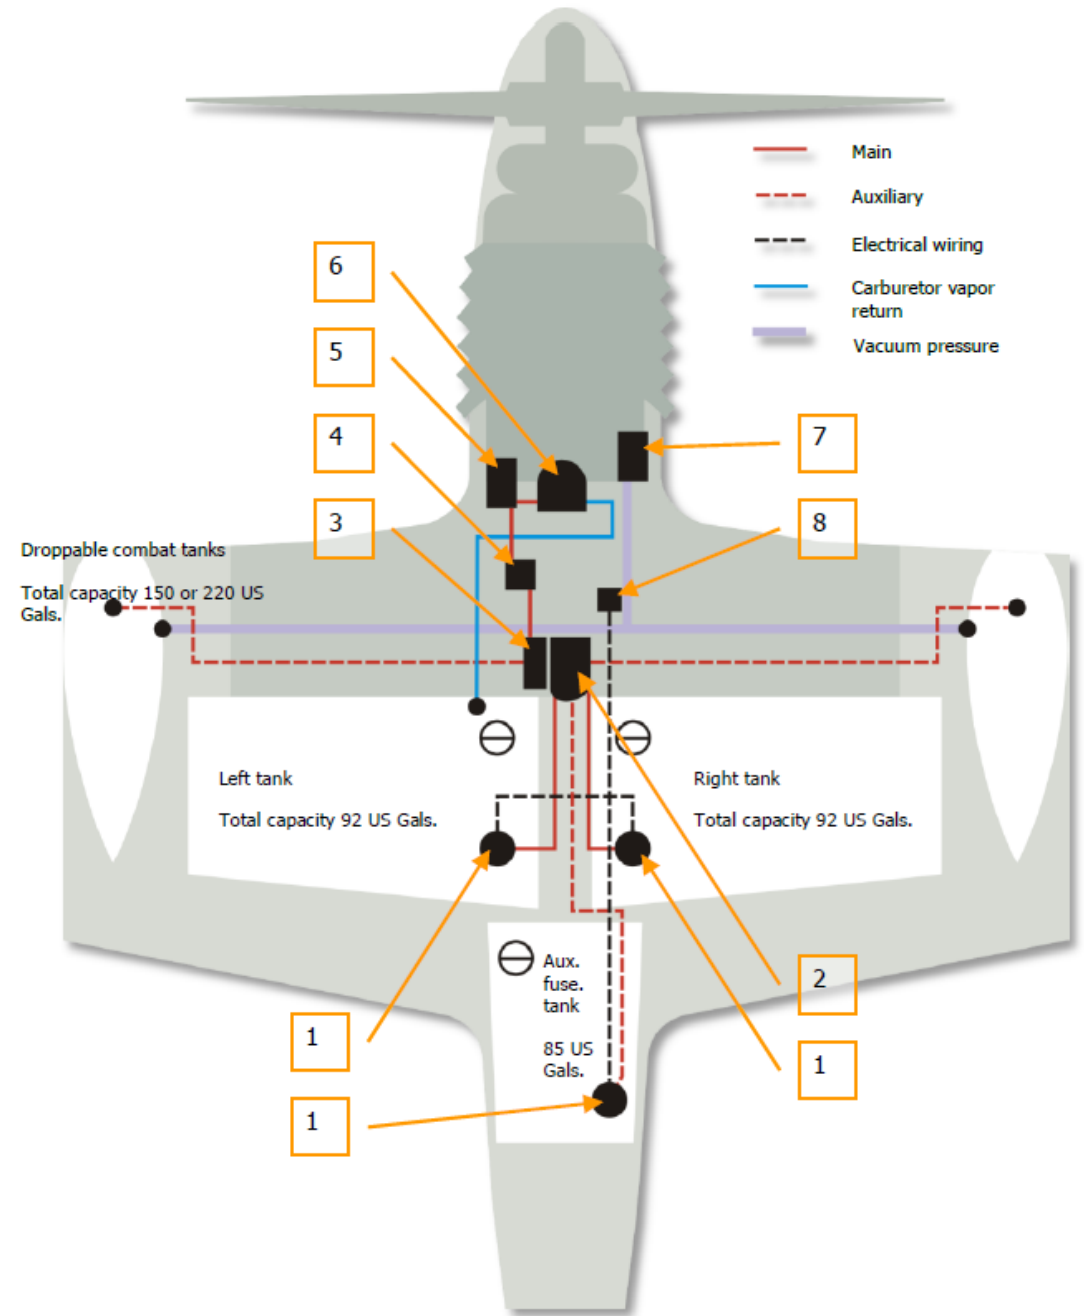 Main
Auxiliary
Electrical wiring
Carburetor vapor
return
Vacuum pressure
6
5
4
3
7
8
Droppable combat tanks
Total capacity 150 or 220 US
Gals.
Left tank
Total capacity 92 US Gals.
Right tank
Total capacity 92 US Gals.
Aux.
fuse.
tank
85 US
Gals.
2
1
1
1